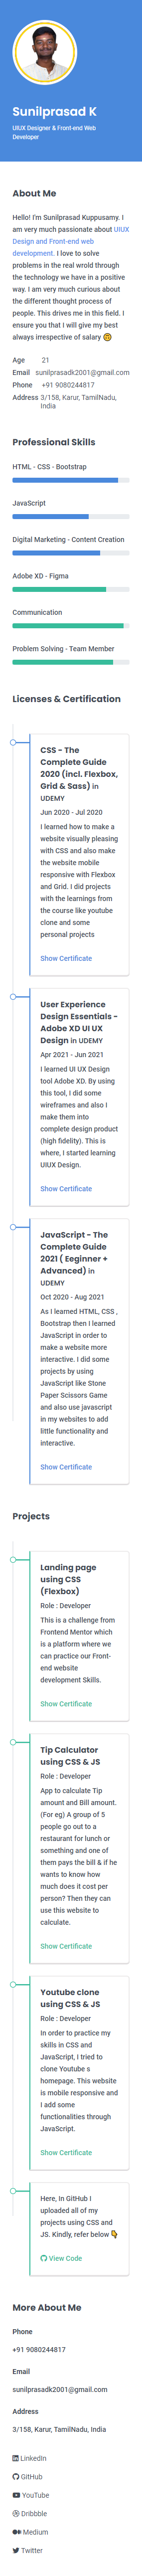 Sunilprasad K
UIUX Designer & Front-end Web
Developer
About Me
Hello! I'm Sunilprasad Kuppusamy. I
am very much passionate about UIUX
Design and Front-end web
development. I love to solve
problems in the real wrold through
the technology we have in a positive
way. I am very much curious about
the different thought process of
people. This drives me in this field. I
ensure you that I will give my best
always irrespective of salary 🙃
Age 21
Email sunilprasadk2001@gmail.com
Phone +91 9080244817
Address 3/158, Karur, TamilNadu,
India
Professional Skills
HTML - CSS - Bootstrap
JavaScript
Digital Marketing - Content Creation
Adobe XD - Figma
Communication
Problem Solving - Team Member
Licenses & Certification
CSS - The
Complete Guide
2020 (incl. Flexbox,
Grid & Sass) in
UDEMY
Jun 2020 - Jul 2020
I learned how to make a
website visually pleasing
with CSS and also make
the website mobile
responsive with Flexbox
and Grid. I did projects
with the learnings from
the course like youtube
clone and some
personal projects
Show Certificate
User Experience
Design Essentials -
Adobe XD UI UX
Design in UDEMY
Apr 2021 - Jun 2021
I learned UI UX Design
tool Adobe XD. By using
this tool, I did some
wireframes and also I
make them into
complete design product
(high fidelity). This is
where, I started learning
UIUX Design.
Show Certificate
JavaScript - The
Complete Guide
2021 ( Eeginner +
Advanced) in
UDEMY
Oct 2020 - Aug 2021
As I learned HTML, CSS ,
Bootstrap then I learned
JavaScript in order to
make a website more
interactive. I did some
projects by using
JavaScript like Stone
Paper Scissors Game
and also use javascript
in my websites to add
little functionality and
interactive.
Show Certificate
Projects
Landing page
using CSS
(Flexbox)
Role : Developer
This is a challenge from
Frontend Mentor which
is a platform where we
can practice our Front-
end website
development Skills.
Show Certificate
Tip Calculator
using CSS & JS
Role : Developer
App to calculate Tip
amount and Bill amount.
(For eg) A group of 5
people go out to a
restaurant for lunch or
something and one of
them pays the bill & if he
wants to know how
much does it cost per
person? Then they can
use this website to
calculate.
Show Certificate
Youtube clone
using CSS & JS
Role : Developer
In order to practice my
skills in CSS and
JavaScript, I tried to
clone Youtube s
homepage. This website
is mobile responsive and
I add some
functionalities through
JavaScript.
Show Certificate
Here, In GitHub I
uploaded all of my
projects using CSS and
JS. Kindly, refer below 👇
View Code
More About Me
Phone
+91 9080244817
Email
sunilprasadk2001@gmail.com
Address
3/158, Karur, TamilNadu, India
LinkedIn
GitHub
YouTube
Dribbble
Medium
Twitter